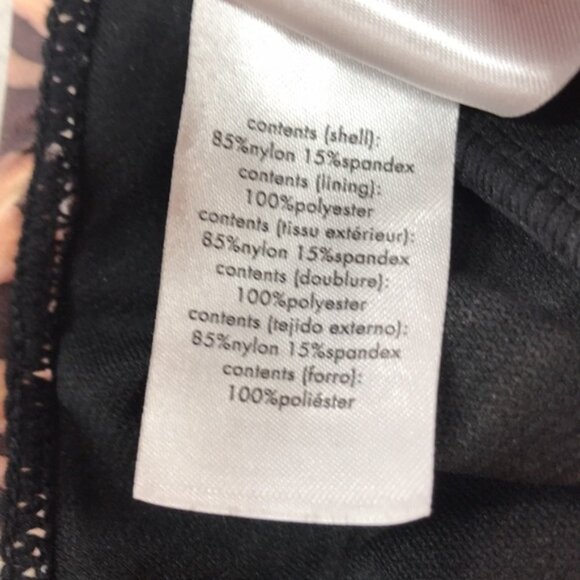 contents (shell):
85%nylon 15%spandex
contents (lining):
100%polyester
contents (tissu extérieur):
85%nylon 15%spandex
contents (doublure):
100%polyester
contents (tejido externo):
85%nylon 15%spandex
contents (forro):
100%poliéster